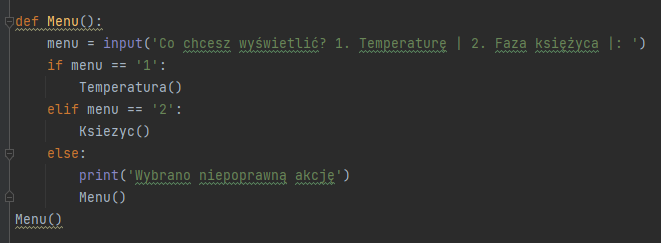 def Menu():
    menu = input('Co chcesz wyświetlić? 1. Temperaturę | 2. Faza księżyca |: ')
    if menu == '1':
        Temperatura()
    elif menu == '2':
        Ksiezyc()
    else:
        print('Wybrano niepoprawną akcję')
        Menu()
Menu()